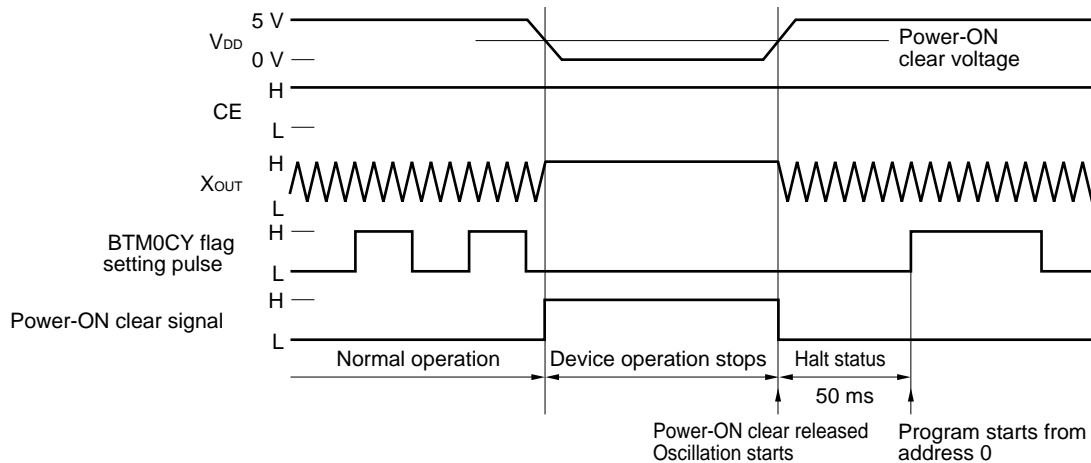 5 V
VDD
0 V
Power-ON
clear voltage
H
CE
L
H
XOUT
L
BTM0CY flag
setting pulse
H
L
Power-ON clear signal
H
L
Normal operation
Device operation stops
Halt status
50 ms
Power-ON clear released
Oscillation starts
Program starts from
address 0